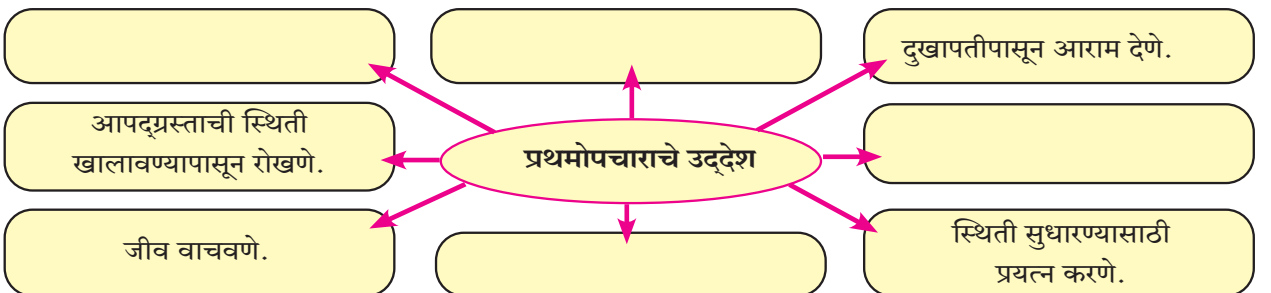 दुखापतीपासून आराम देणे.
आपद्ग्रस्ताची स्थिती
खालावण्यापासून रोखणे.
प्रथमोपचाराचे उद्देश
जीव वाचवणे.
स्थिती सुधारण्यासाठी
प्रयत्न करणे.